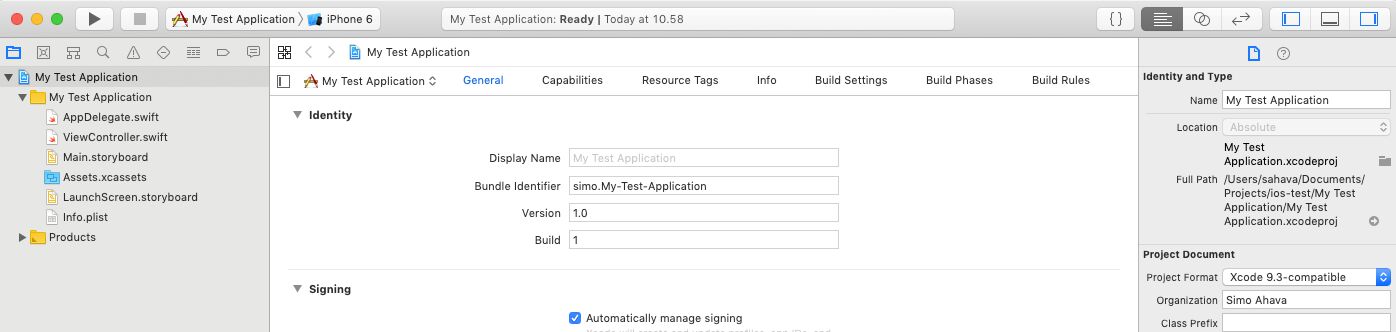 My Test Application
iPhone 6
My Test Application: Ready | Today at 10.58
{ }
My Test Application
My Test Application
AppDelegate.swift
ViewController.swift
Main.storyboard
Assets.xcassets
LaunchScreen.storyboard
Info.plist
Products
My Test Application
My Test Application
General
Capabilities
Resource Tags
Info
Build Settings
Build Phases
Build Rules
Identity
Display Name My Test Application
Bundle Identifier simo.My-Test-Application
Version 1.0
Build 1
Signing
Automatically manage signing
Identity and Type
Name My Test Application
Location Absolute
My Test
Application.xcodeproj
Full Path /Users/sahava/Documents/
Projects/ios-test/My Test
Application/My Test
Application.xcodeproj
Project Document
Project Format Xcode 9.3-compatible
Organization Simo Ahava
Class Prefix